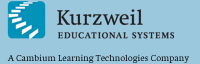 Kurzweil
EDUCATIONAL SYSTEMS
A Cambium Learning Technologies Company